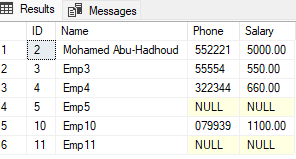 Results Messages
ID Name Phone Salary
1 2 Mohamed Abu-Hadhoud 552221 5000.00
2 3 Emp3 55554 550.00
3 4 Emp4 322344 660.00
4 5 Emp5 NULL NULL
5 10 Emp10 079939 1100.00
6 11 Emp11 NULL NULL